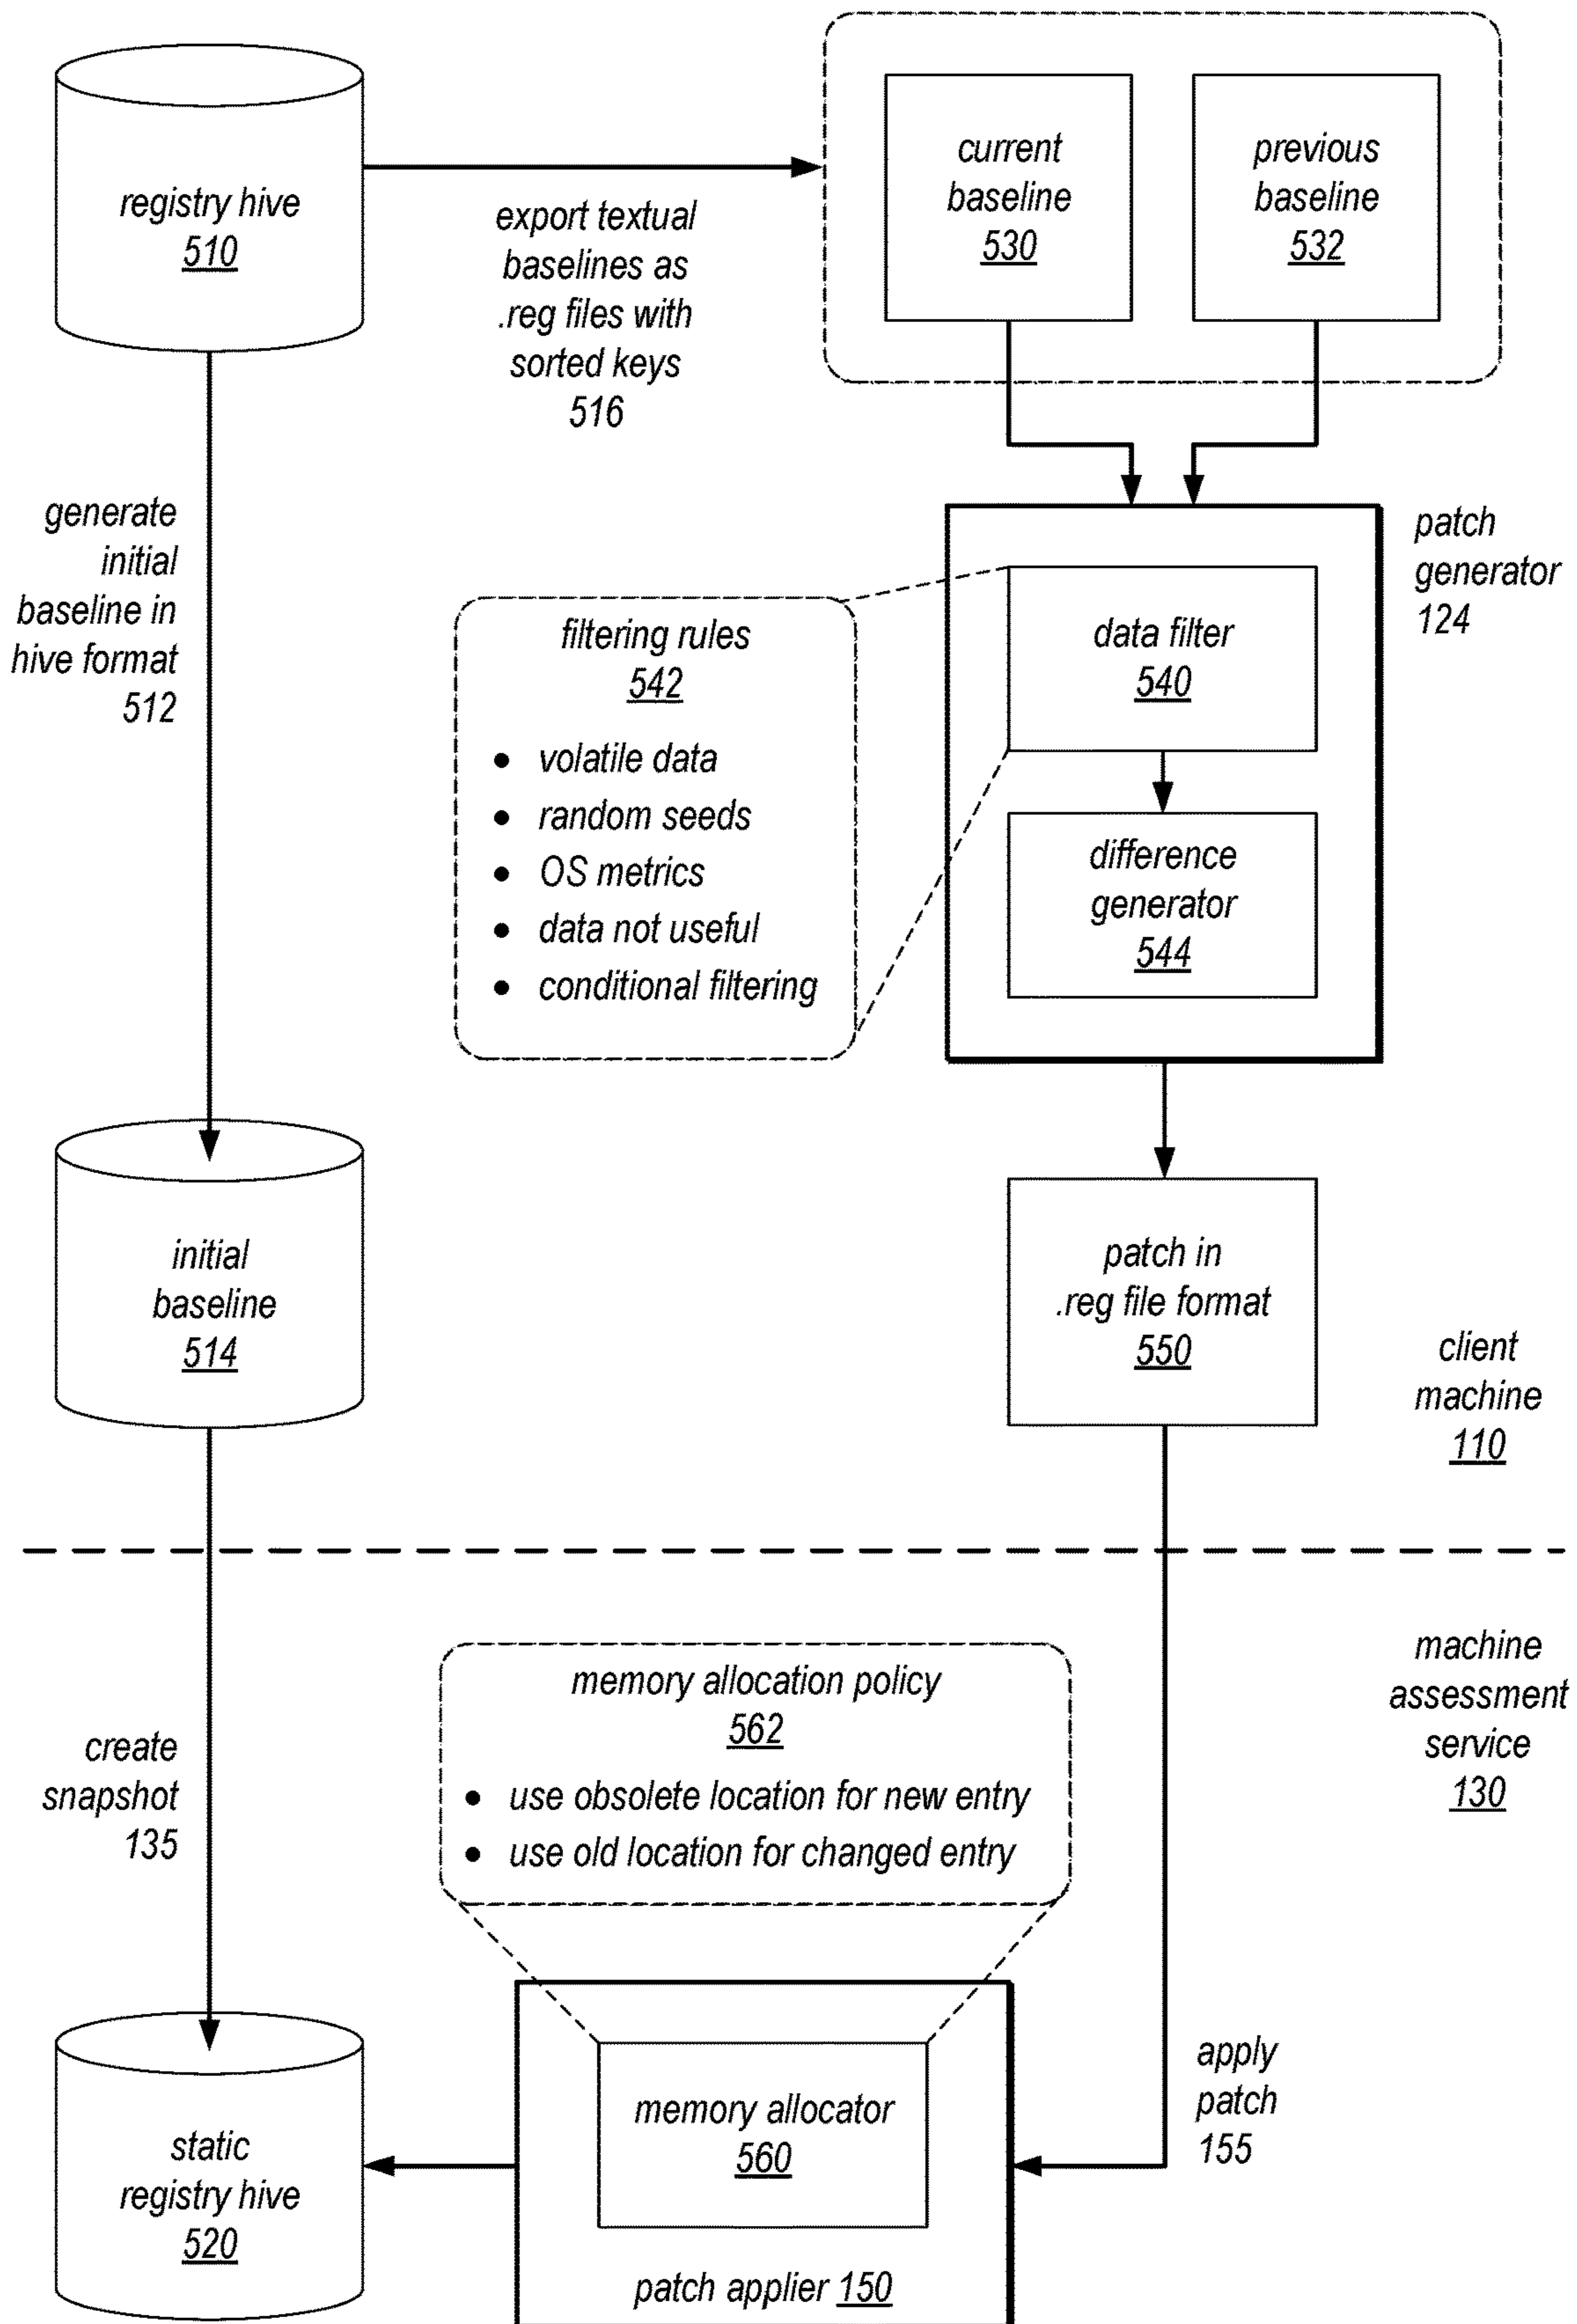 registry hive
510
export textual
baselines as
.reg files with
sorted keys
516
current
baseline
530
previous
baseline
532
generate
initial
baseline in
hive format
512
patch
generator
124
filtering rules
542
• volatile data
• random seeds
• OS metrics
• data not useful
• conditional filtering
data filter
540
difference
generator
544
initial
baseline
514
patch in
.reg file format
550
client
machine
110
machine
assessment
service
130
create
snapshot
135
memory allocation policy
562
• use obsolete location for new entry
• use old location for changed entry
apply
patch
155
memory allocator
560
patch applier 150
static
registry hive
520